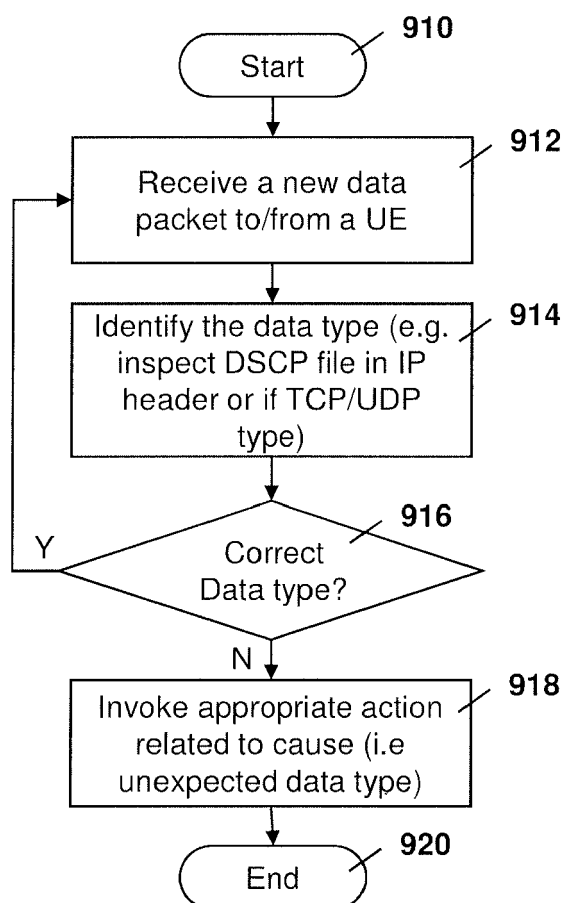 910
Start
912
Receive a new data
packet to/from a UE
914
Identify the data type (e.g.
inspect DSCP file in IP
header or if TCP/UDP
type)
916
Y
Correct
Data type?
N
918
Invoke appropriate action
related to cause (i.e
unexpected data type)
920
End